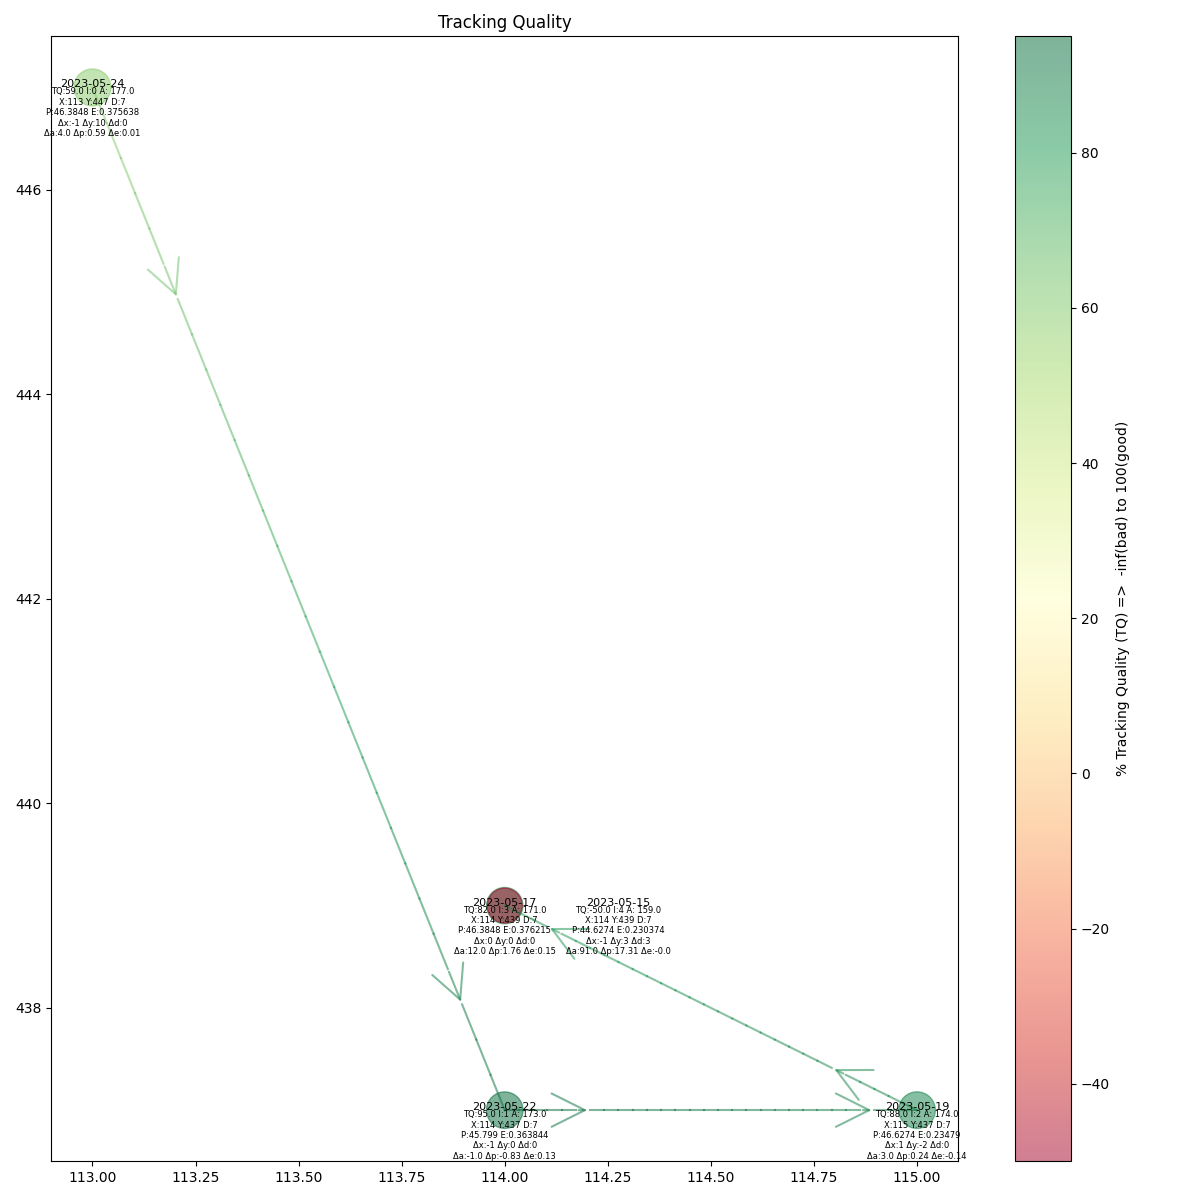 Tracking Quality
2023-05-24
TQ:59.0 I:0 A: 177.0
X:113 Y:447 D:7
P:46.3848 E:0.375638
Δx:-1 Δy:10 Δd:0
Δa:4.0 Δp:0.59 Δe:0.01
446
444
442
440
438
2023-05-17
TQ:82.0 I:3 A: 171.0
X:114 Y:439 D:7
P:46.3848 E:0.376215
Δx:0 Δy:0 Δd:0
Δa:12.0 Δp:1.76 Δe:0.15
2023-05-15
TQ:-50.0 I:4 A: 159.0
X:114 Y:439 D:7
P:44.6274 E:0.230374
Δx:-1 Δy:3 Δd:3
Δa:91.0 Δp:17.31 Δe:-0.0
2023-05-22
TQ:95.0 I:1 A: 173.0
X:114 Y:437 D:7
P:45.799 E:0.363844
Δx:-1 Δy:0 Δd:0
Δa:-1.0 Δp:-0.83 Δe:0.13
2023-05-19
TQ:88.0 I:2 A: 174.0
X:115 Y:437 D:7
P:46.6274 E:0.23479
Δx:1 Δy:-2 Δd:0
Δa:3.0 Δp:0.24 Δe:-0.14
113.00 113.25 113.50 113.75 114.00 114.25 114.50 114.75 115.00
80
60
40
20
0
−20
−40
% Tracking Quality (TQ) => -inf(bad) to 100(good)